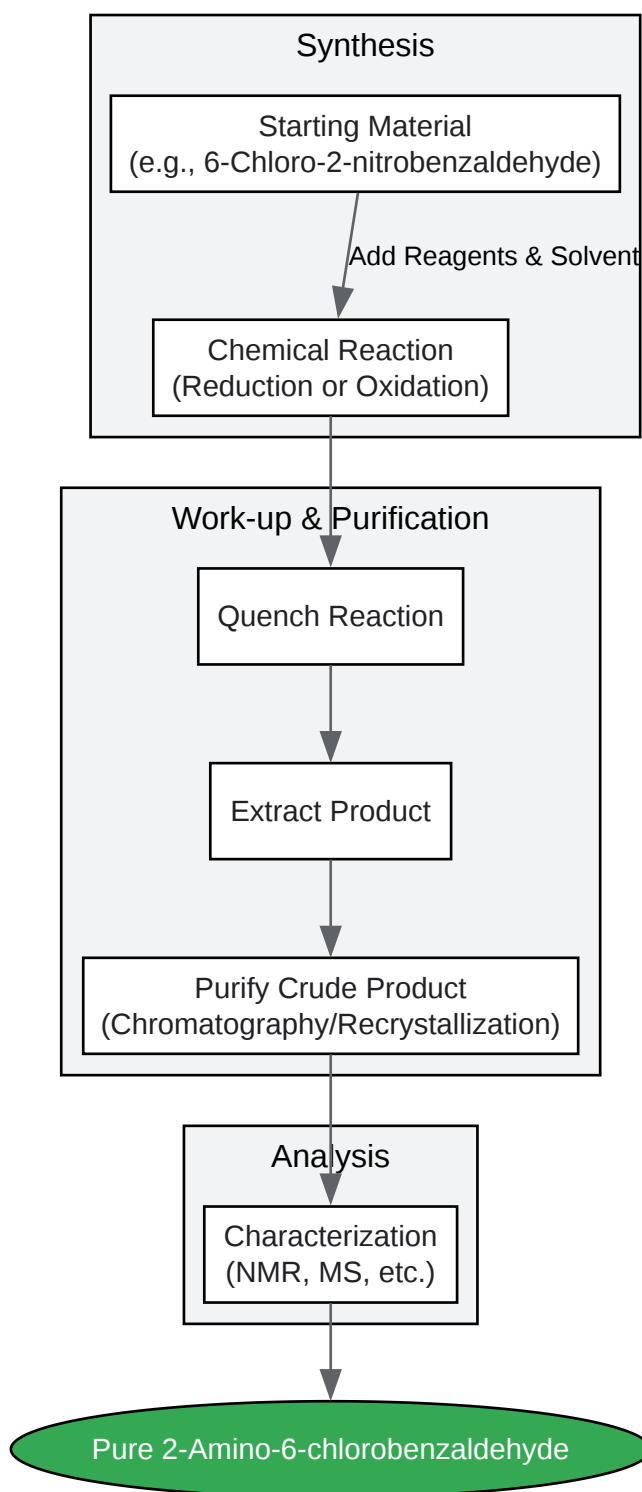 Synthesis
Starting Material
(e.g., 6-Chloro-2-nitrobenzaldehyde)
Add Reagents & Solvent
Chemical Reaction
(Reduction or Oxidation)
Work-up & Purification
Quench Reaction
Extract Product
Purify Crude Product
(Chromatography/Recrystallization)
Analysis
Characterization
(NMR, MS, etc.)
Pure 2-Amino-6-chlorobenzaldehyde